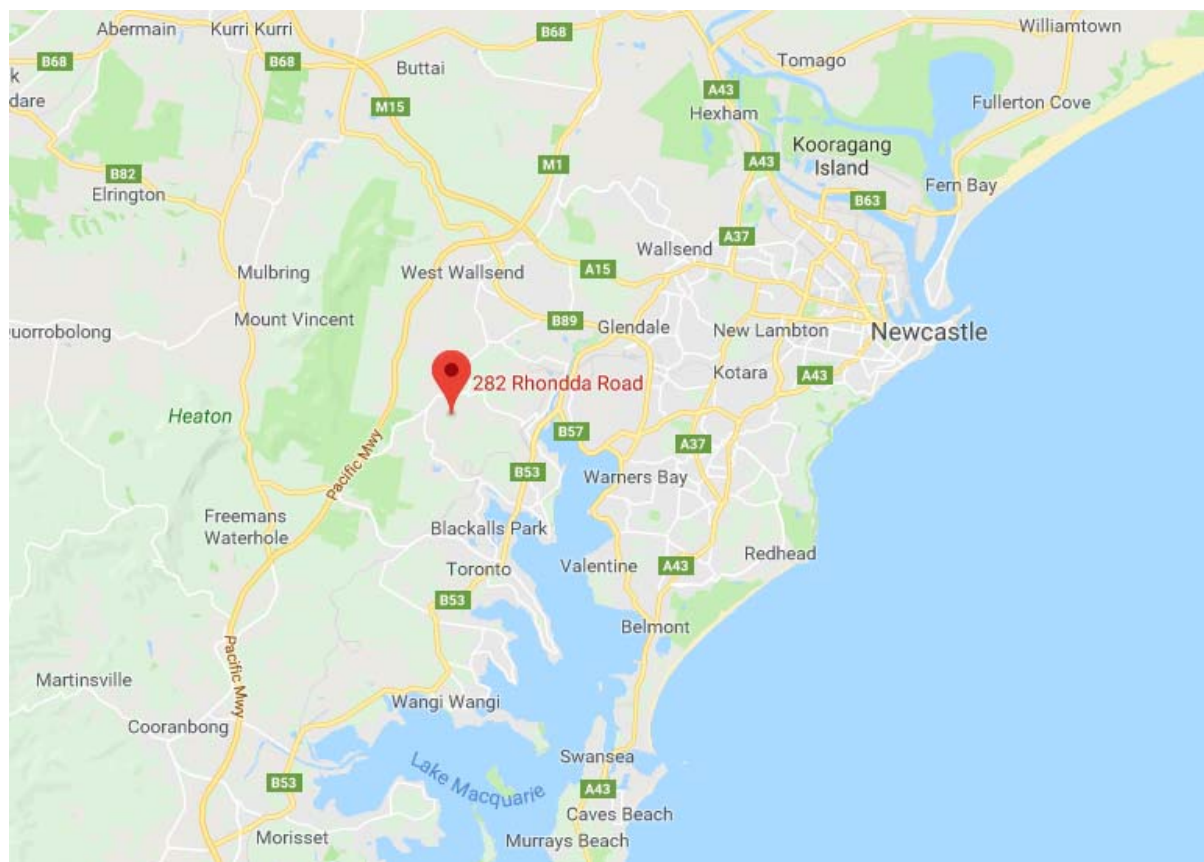 Abermain
Kurri Kurri
B68
Williamtown
B68
B68
Buttai
Tomago
k
dare
A43
M15
Hexham
Fullerton Cove
Kooragang
Island
A43
M1
B82
Elrington
Fern Bay
B63
A37
Wallsend
Mulbring
West Wallsend
A15
Mount Vincent
B89
Glendale
New Lambton
Newcastle
uorrobolong
282 Rhondda Road
Kotara
A43
Heaton
B57
A37
Pacific Mwy
B53
Warners Bay
Freemans
Waterhole
Blackalls Park
Redhead
Toronto
Valentine
A43
B53
Belmont
Pacific Mwy
Martinsville
Wangi Wangi
Cooranbong
Swansea
Lake Macquarie
B53
A43
Caves Beach
Morisset
Murrays Beach